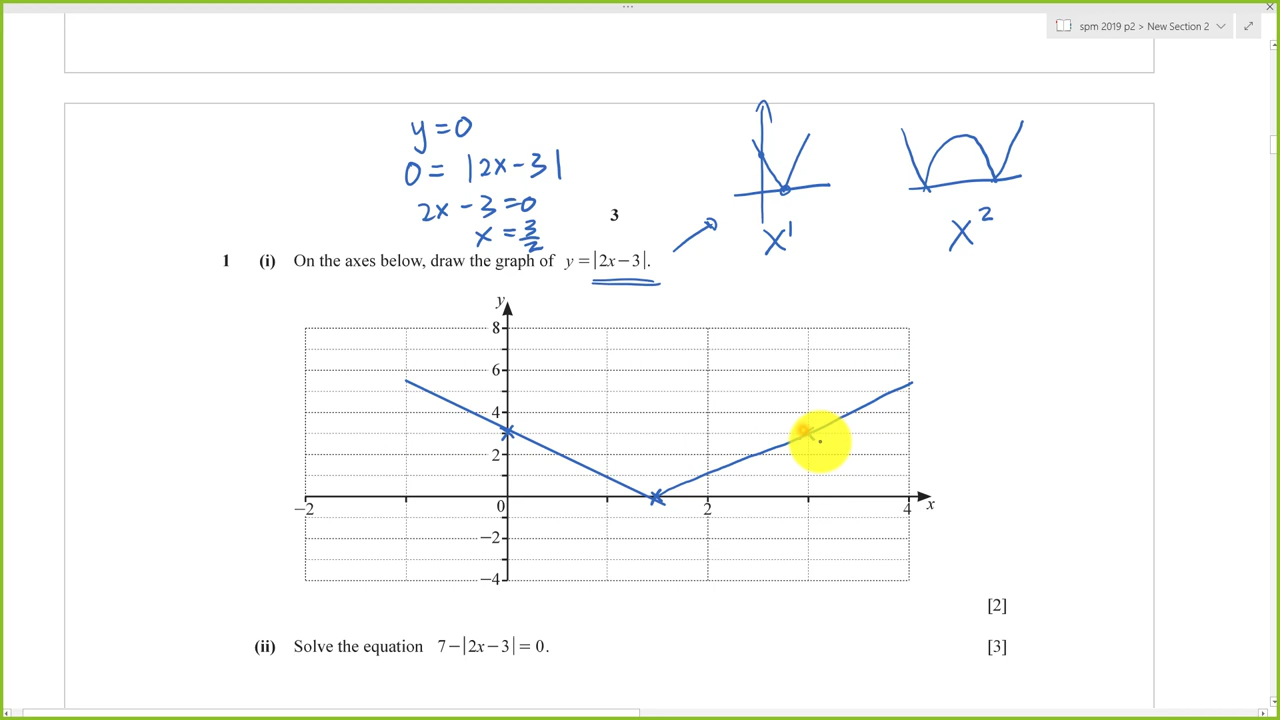 spm 2019 p2 > New Section 2
y = 0
0 = |2x - 3|
2x - 3 = 0
x = 3/2
x¹
x²
3
1 (i) On the axes below, draw the graph of y = |2x − 3|.
y
8
6
4
2
0
−2
−4
−2
2
4
x
[2]
(ii) Solve the equation 7 − |2x − 3| = 0. [3]